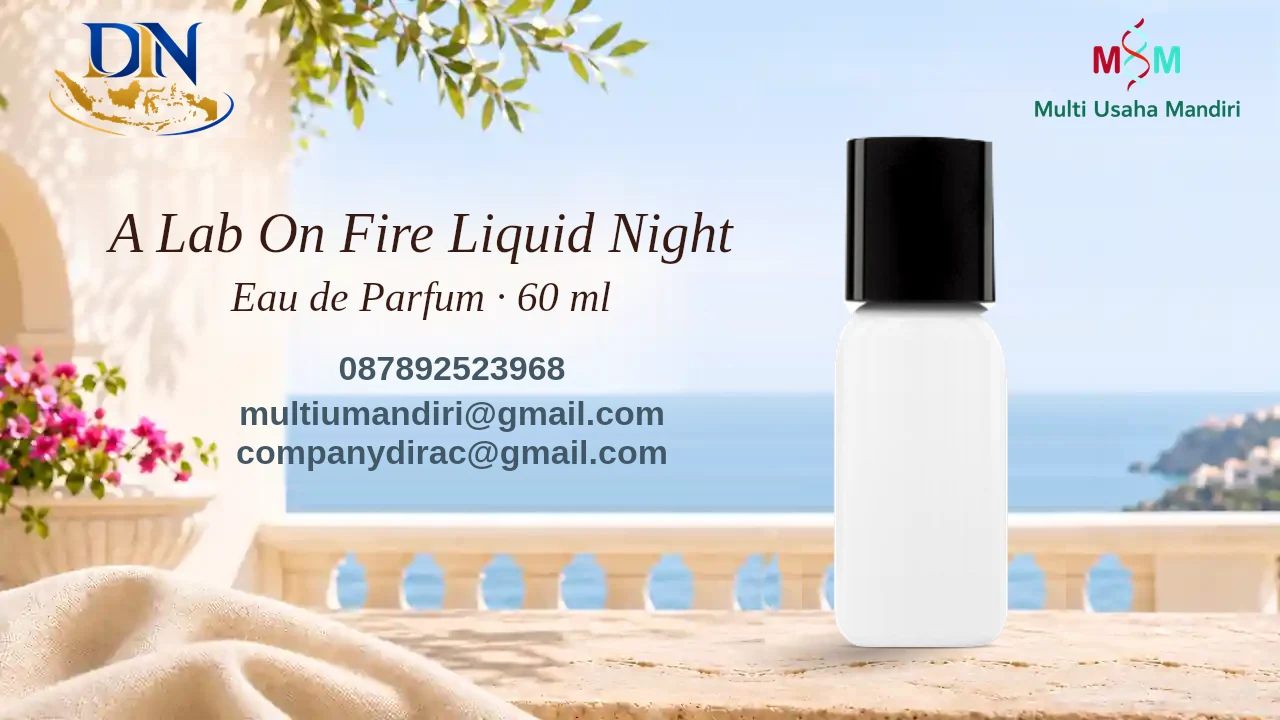 DN
M M
Multi Usaha Mandiri
A Lab On Fire Liquid Night
Eau de Parfum · 60 ml
087892523968
multiumandiri@gmail.com
companydirac@gmail.com